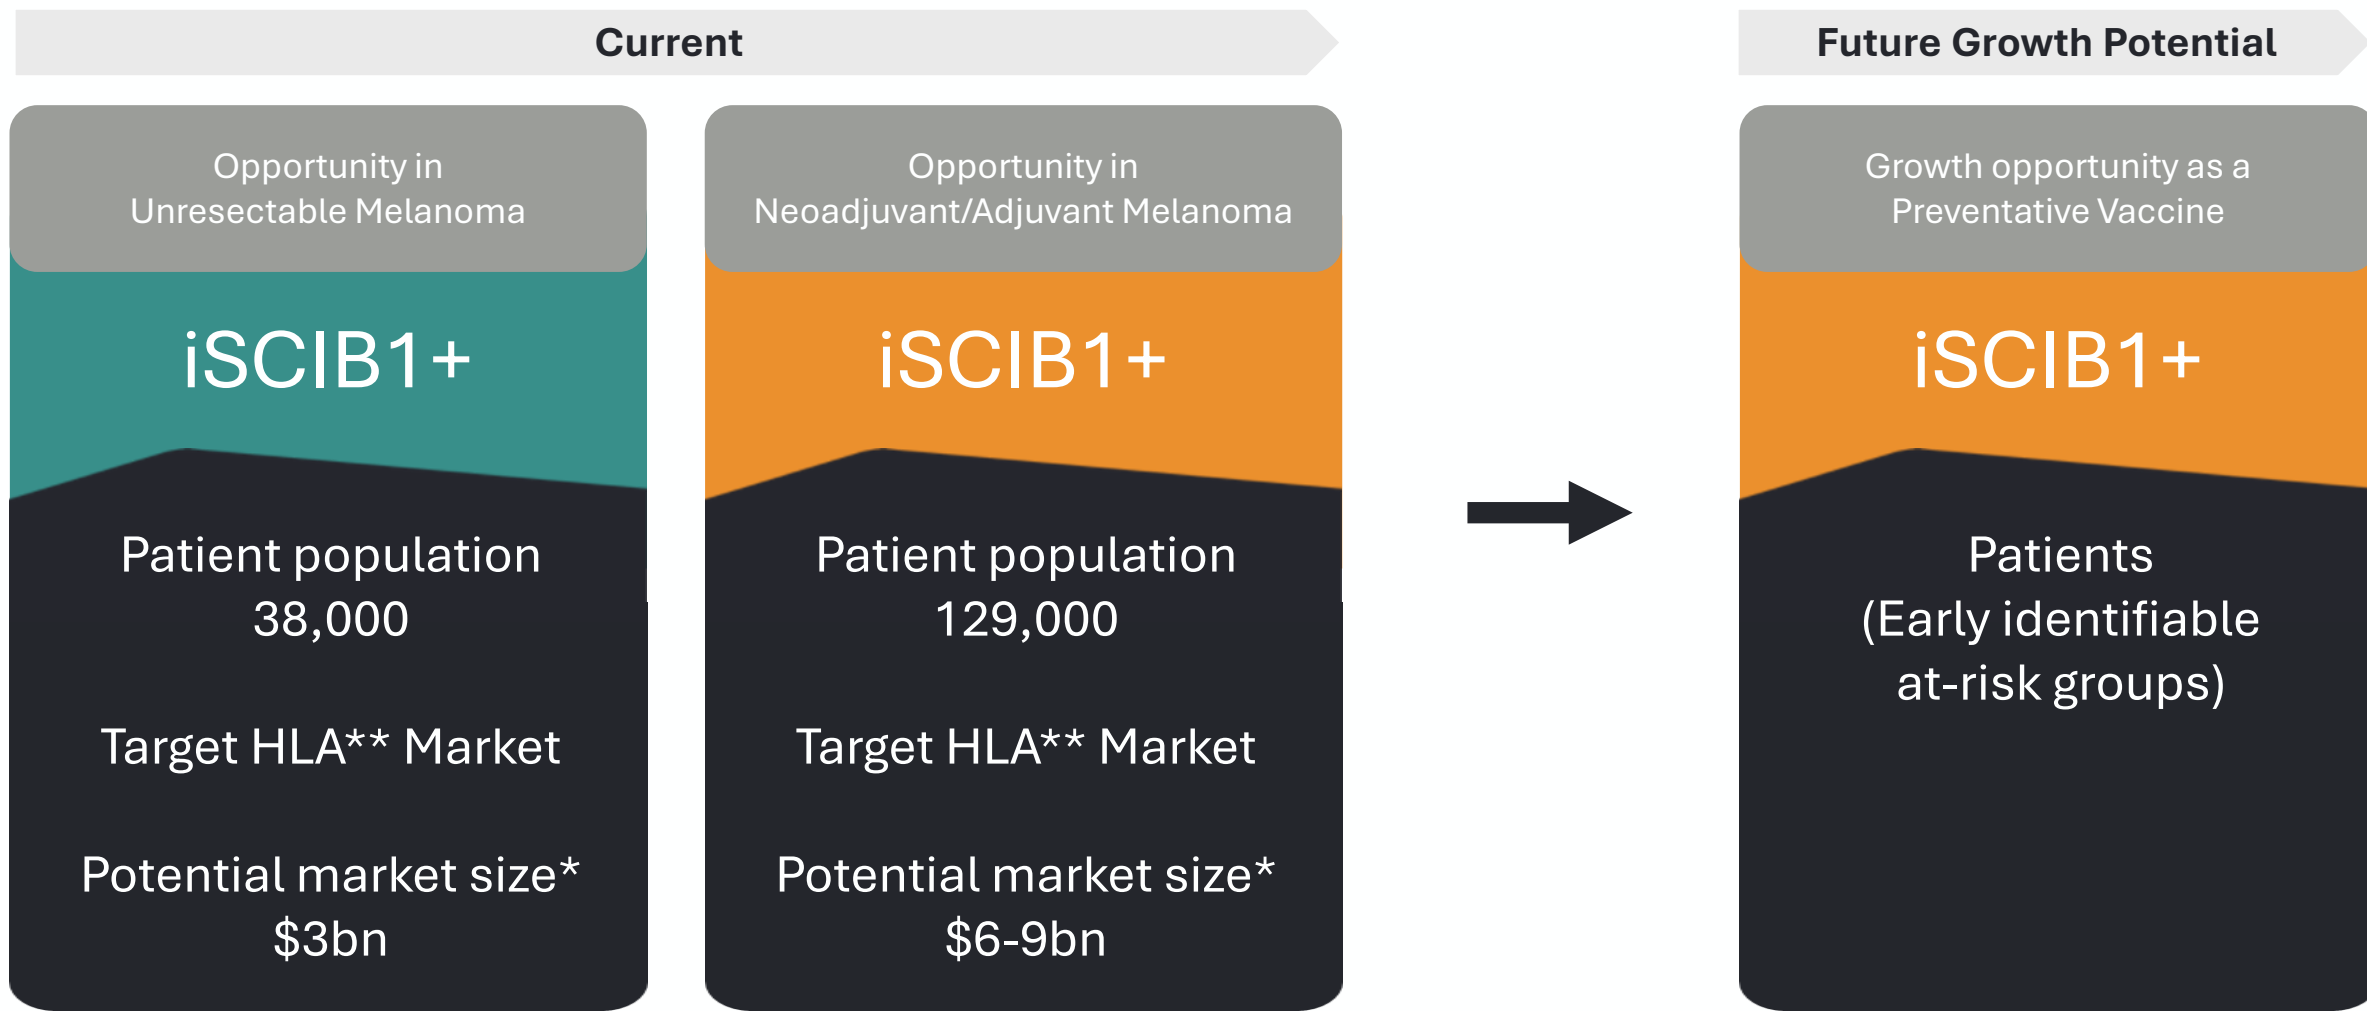 Current
Opportunity in
Unresectable Melanoma
iSCIB1+
Patient population
38,000
Target HLA** Market
Potential market size*
$3bn
Opportunity in
Neoadjuvant/Adjuvant Melanoma
iSCIB1+
Patient population
129,000
Target HLA** Market
Potential market size*
$6-9bn
Future Growth Potential
Growth opportunity as a
Preventative Vaccine
iSCIB1+
Patients
(Early identifiable
at-risk groups)